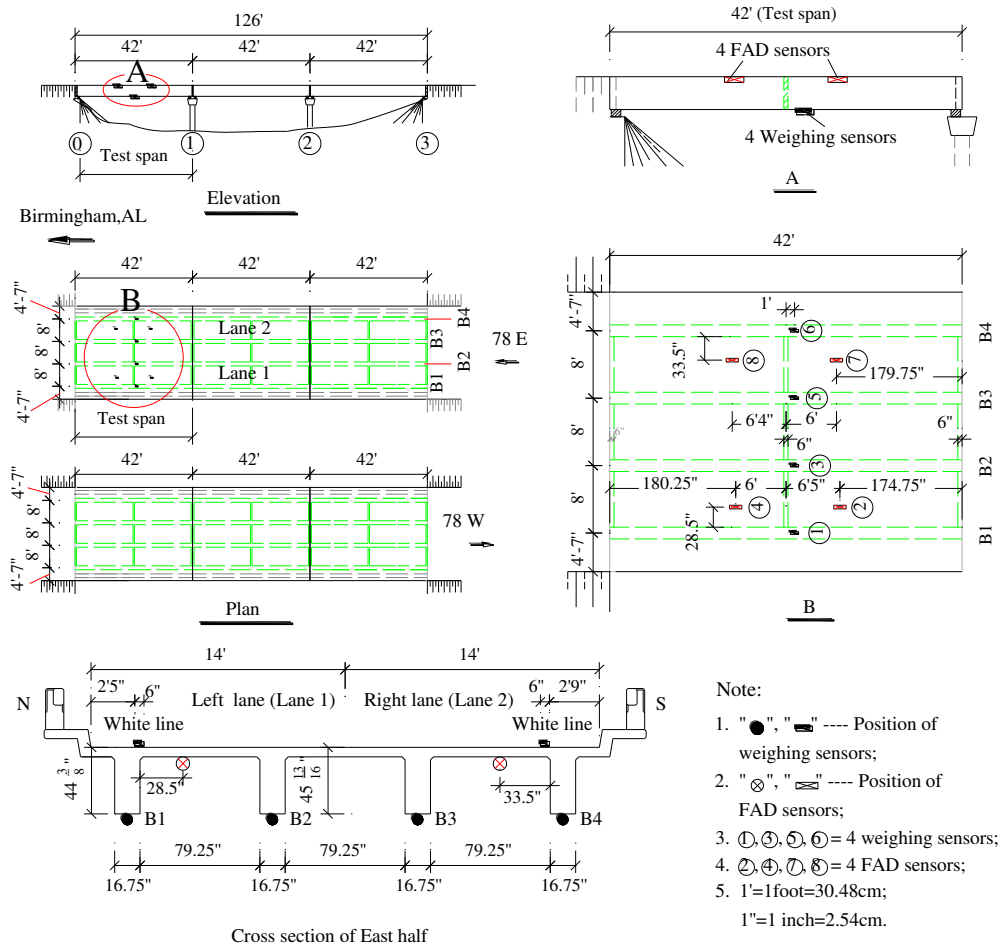 126'
42' 42' 42'
A
0 1 2 3
Test span
Elevation
Birmingham,AL
42' (Test span)
4 FAD sensors
4 Weighing sensors
A
42' 42' 42'
4'-7"
8'
8'
8'
4'-7"
B
Lane 2
Lane 1
B4
B3
B2
B1
78 E
Test span
42' 42' 42'
4'-7"
8'
8'
8'
4'-7"
78 W
Plan
42'
4'-7"
8'
8'
8'
4'-7"
1'
6
33.5"
8 7
179.75"
5
6'4" 6'
6" 6" 6"
3
180.25" 6' 6'5" 174.75"
4 2
28.5"
1
B4
B3
B2
B1
B
14' 14'
N S
2'5" 6" Left lane (Lane 1) Right lane (Lane 2) 6" 2'9"
White line White line
44 3/8
28.5"
45 13/16
33.5"
B1 B2 B3 B4
79.25" 79.25" 79.25"
16.75" 16.75" 16.75" 16.75"
Cross section of East half
Note:
1. " ", " " ---- Position of
weighing sensors;
2. " ", " " ---- Position of
FAD sensors;
3. ①,③,⑤,⑥= 4 weighing sensors;
4. ②,④,⑦,⑧= 4 FAD sensors;
5. 1'=1foot=30.48cm;
1"=1 inch=2.54cm.